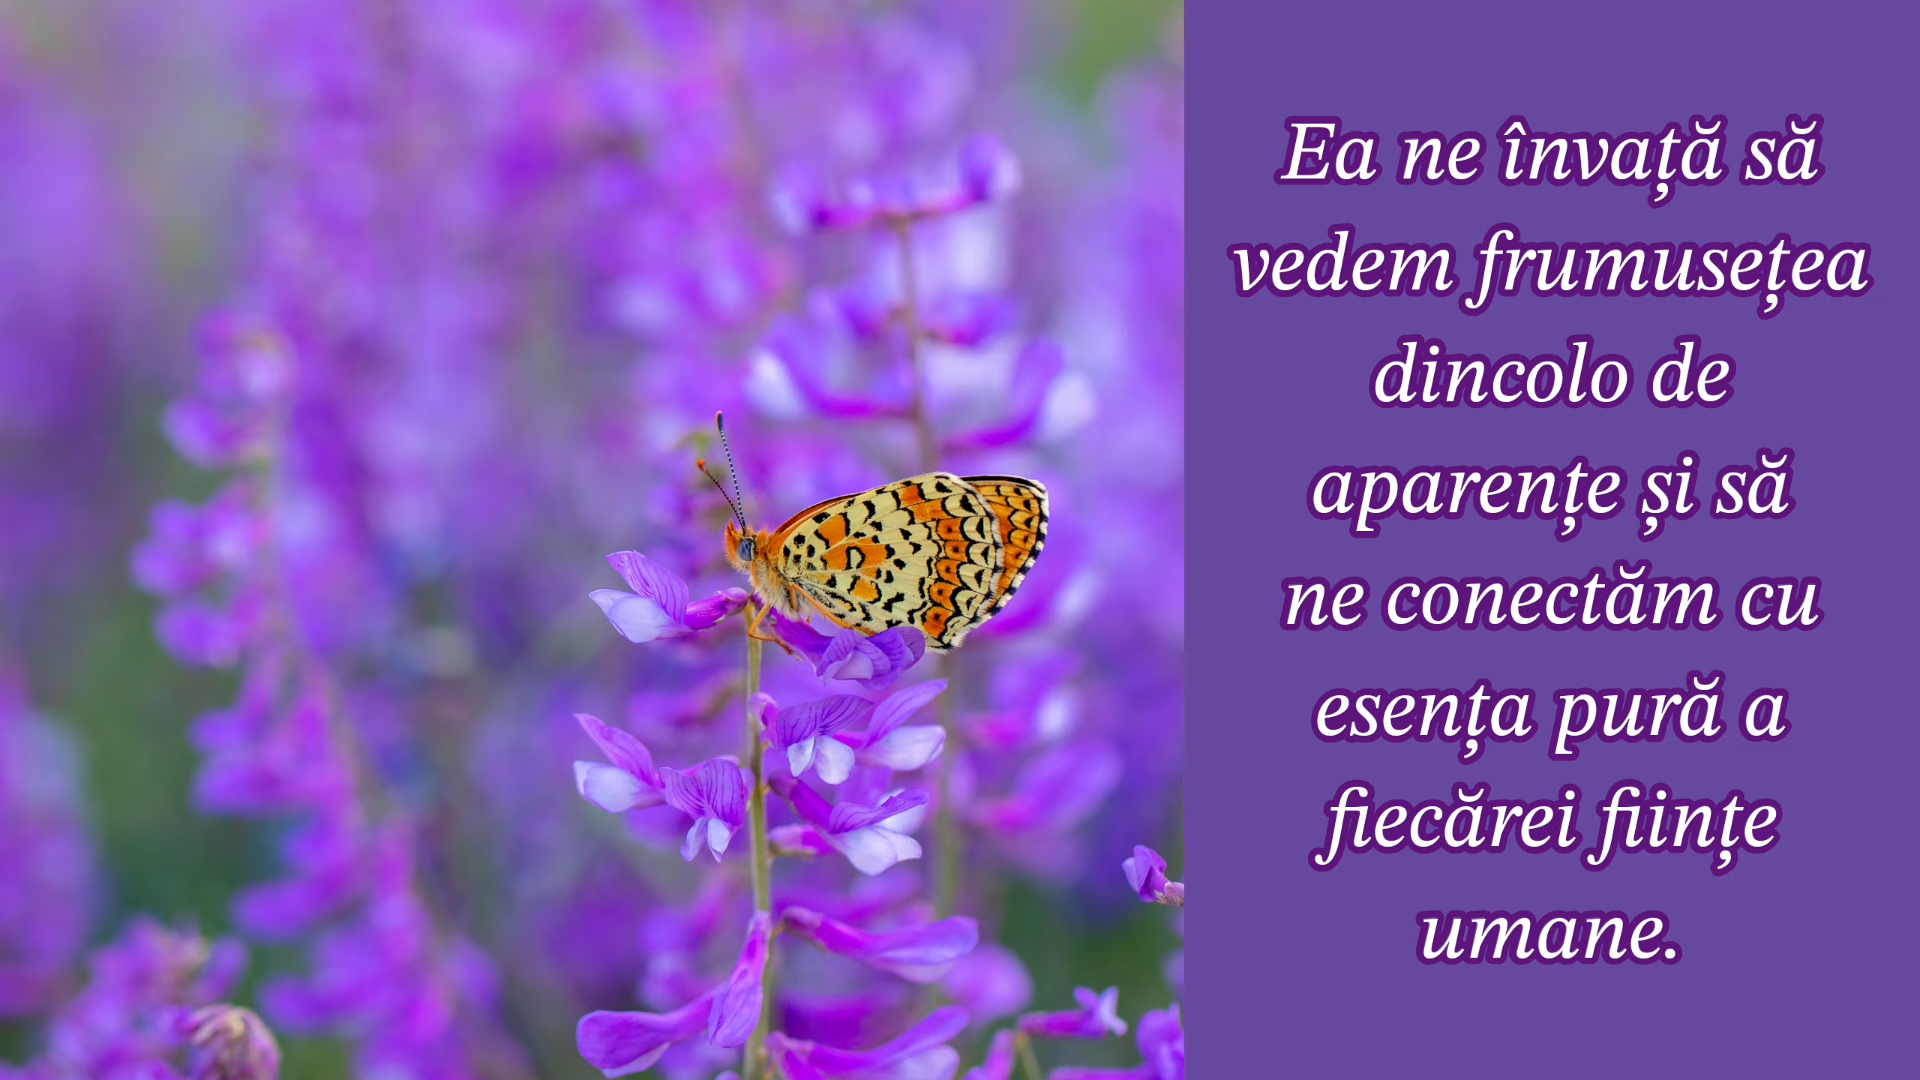 Ea ne învață să
vedem frumusețea
dincolo de
aparențe și să
ne conectăm cu
esența pură a
fiecărei ființe
umane.